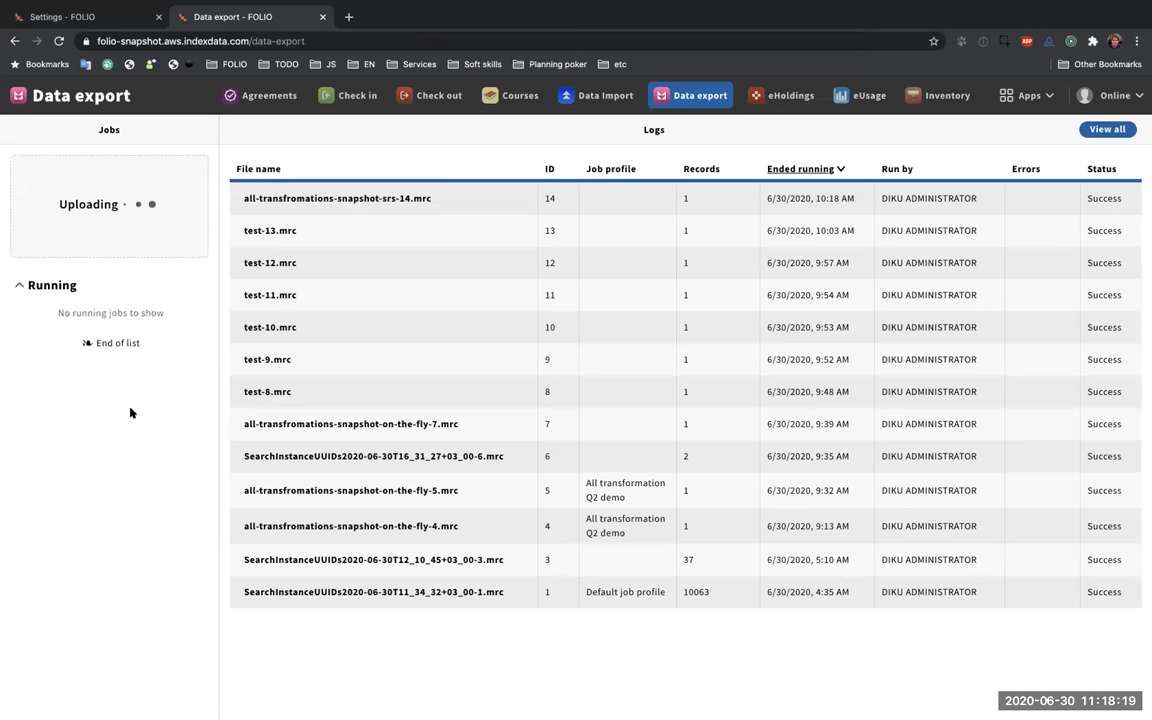 Settings - FOLIO
Data export - FOLIO
folio-snapshot.aws.indexdata.com/data-export
Bookmarks FOLIO TODO JS EN Services Soft skills Planning poker etc Other Bookmarks
Data export Agreements Check in Check out Courses Data Import Data export eHoldings eUsage Inventory Apps Online
Jobs
Logs
View all
Uploading
Running
No running jobs to show
End of list
File name ID Job profile Records Ended running Run by Errors Status
all-transfromations-snapshot-srs-14.mrc 14 1 6/30/2020, 10:18 AM DIKU ADMINISTRATOR Success
test-13.mrc 13 1 6/30/2020, 10:03 AM DIKU ADMINISTRATOR Success
test-12.mrc 12 1 6/30/2020, 9:57 AM DIKU ADMINISTRATOR Success
test-11.mrc 11 1 6/30/2020, 9:54 AM DIKU ADMINISTRATOR Success
test-10.mrc 10 1 6/30/2020, 9:53 AM DIKU ADMINISTRATOR Success
test-9.mrc 9 1 6/30/2020, 9:52 AM DIKU ADMINISTRATOR Success
test-8.mrc 8 1 6/30/2020, 9:48 AM DIKU ADMINISTRATOR Success
all-transfromations-snapshot-on-the-fly-7.mrc 7 1 6/30/2020, 9:39 AM DIKU ADMINISTRATOR Success
SearchInstanceUUIDs2020-06-30T16_31_27+03_00-6.mrc 6 2 6/30/2020, 9:35 AM DIKU ADMINISTRATOR Success
all-transfromations-snapshot-on-the-fly-5.mrc 5 All transformation 1 6/30/2020, 9:32 AM DIKU ADMINISTRATOR Success
Q2 demo
all-transfromations-snapshot-on-the-fly-4.mrc 4 All transformation 1 6/30/2020, 9:13 AM DIKU ADMINISTRATOR Success
Q2 demo
SearchInstanceUUIDs2020-06-30T12_10_45+03_00-3.mrc 3 37 6/30/2020, 5:10 AM DIKU ADMINISTRATOR Success
SearchInstanceUUIDs2020-06-30T11_34_32+03_00-1.mrc 1 Default job profile 10063 6/30/2020, 4:35 AM DIKU ADMINISTRATOR Success
2020-06-30 11:18:19